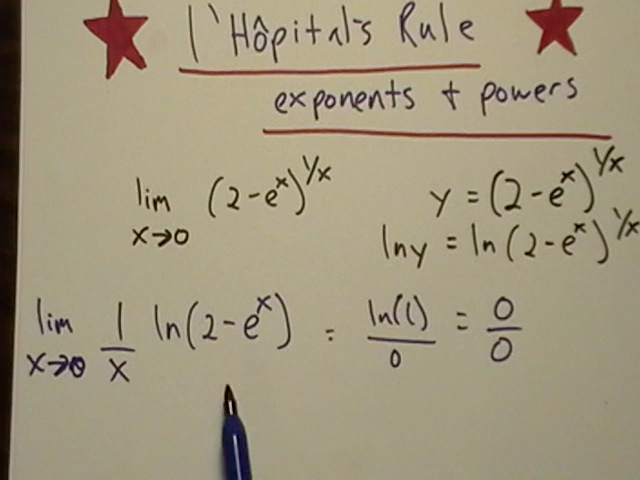 l'Hôpital's Rule
exponents + powers
lim x→0 (2-e^x)^1/x
y = (2-e^x)^1/x
ln y = ln(2-e^x)^1/x
lim x→0 1/x ln(2-e^x) = ln(1)/0 = 0/0